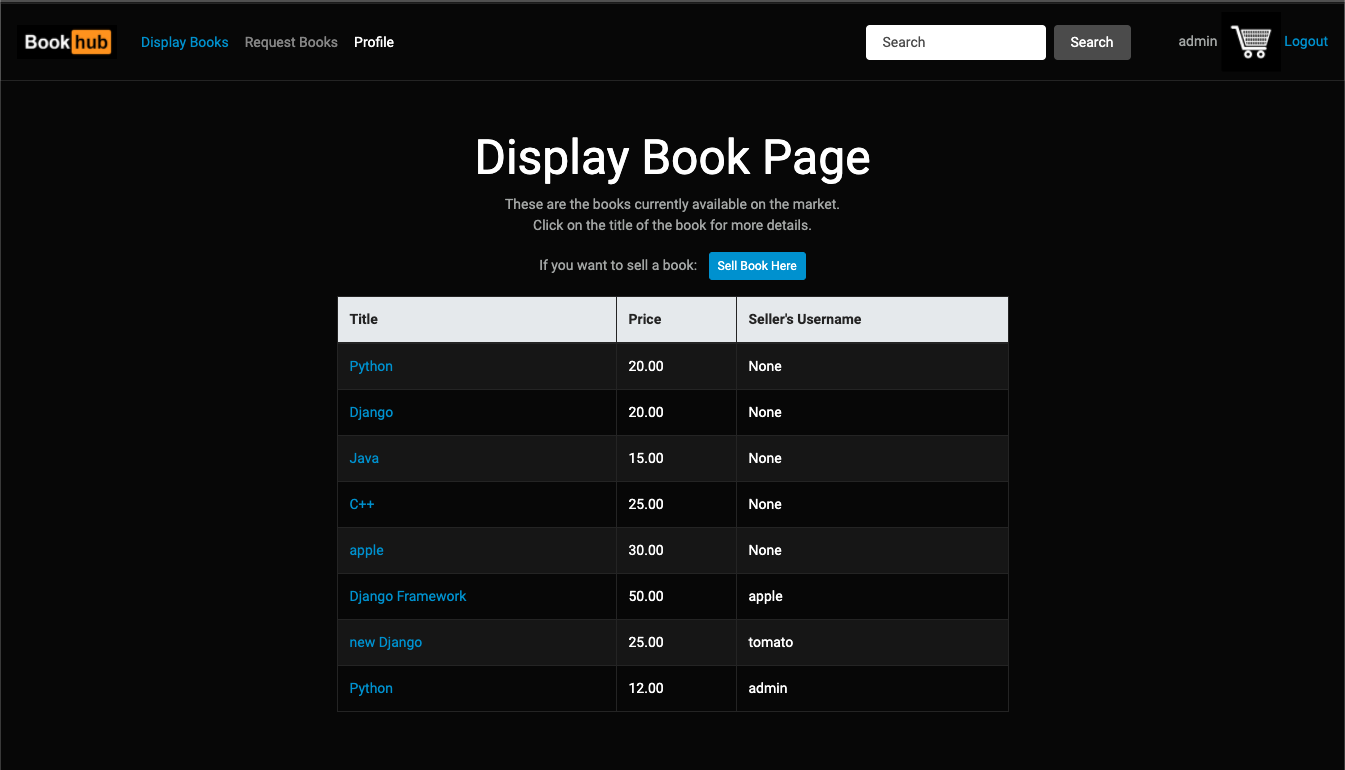 Bookhub Display Books Request Books Profile Search Search admin Logout
Display Book Page
These are the books currently available on the market.
Click on the title of the book for more details.
If you want to sell a book: Sell Book Here
Title Price Seller's Username
Python 20.00 None
Django 20.00 None
Java 15.00 None
C++ 25.00 None
apple 30.00 None
Django Framework 50.00 apple
new Django 25.00 tomato
Python 12.00 admin